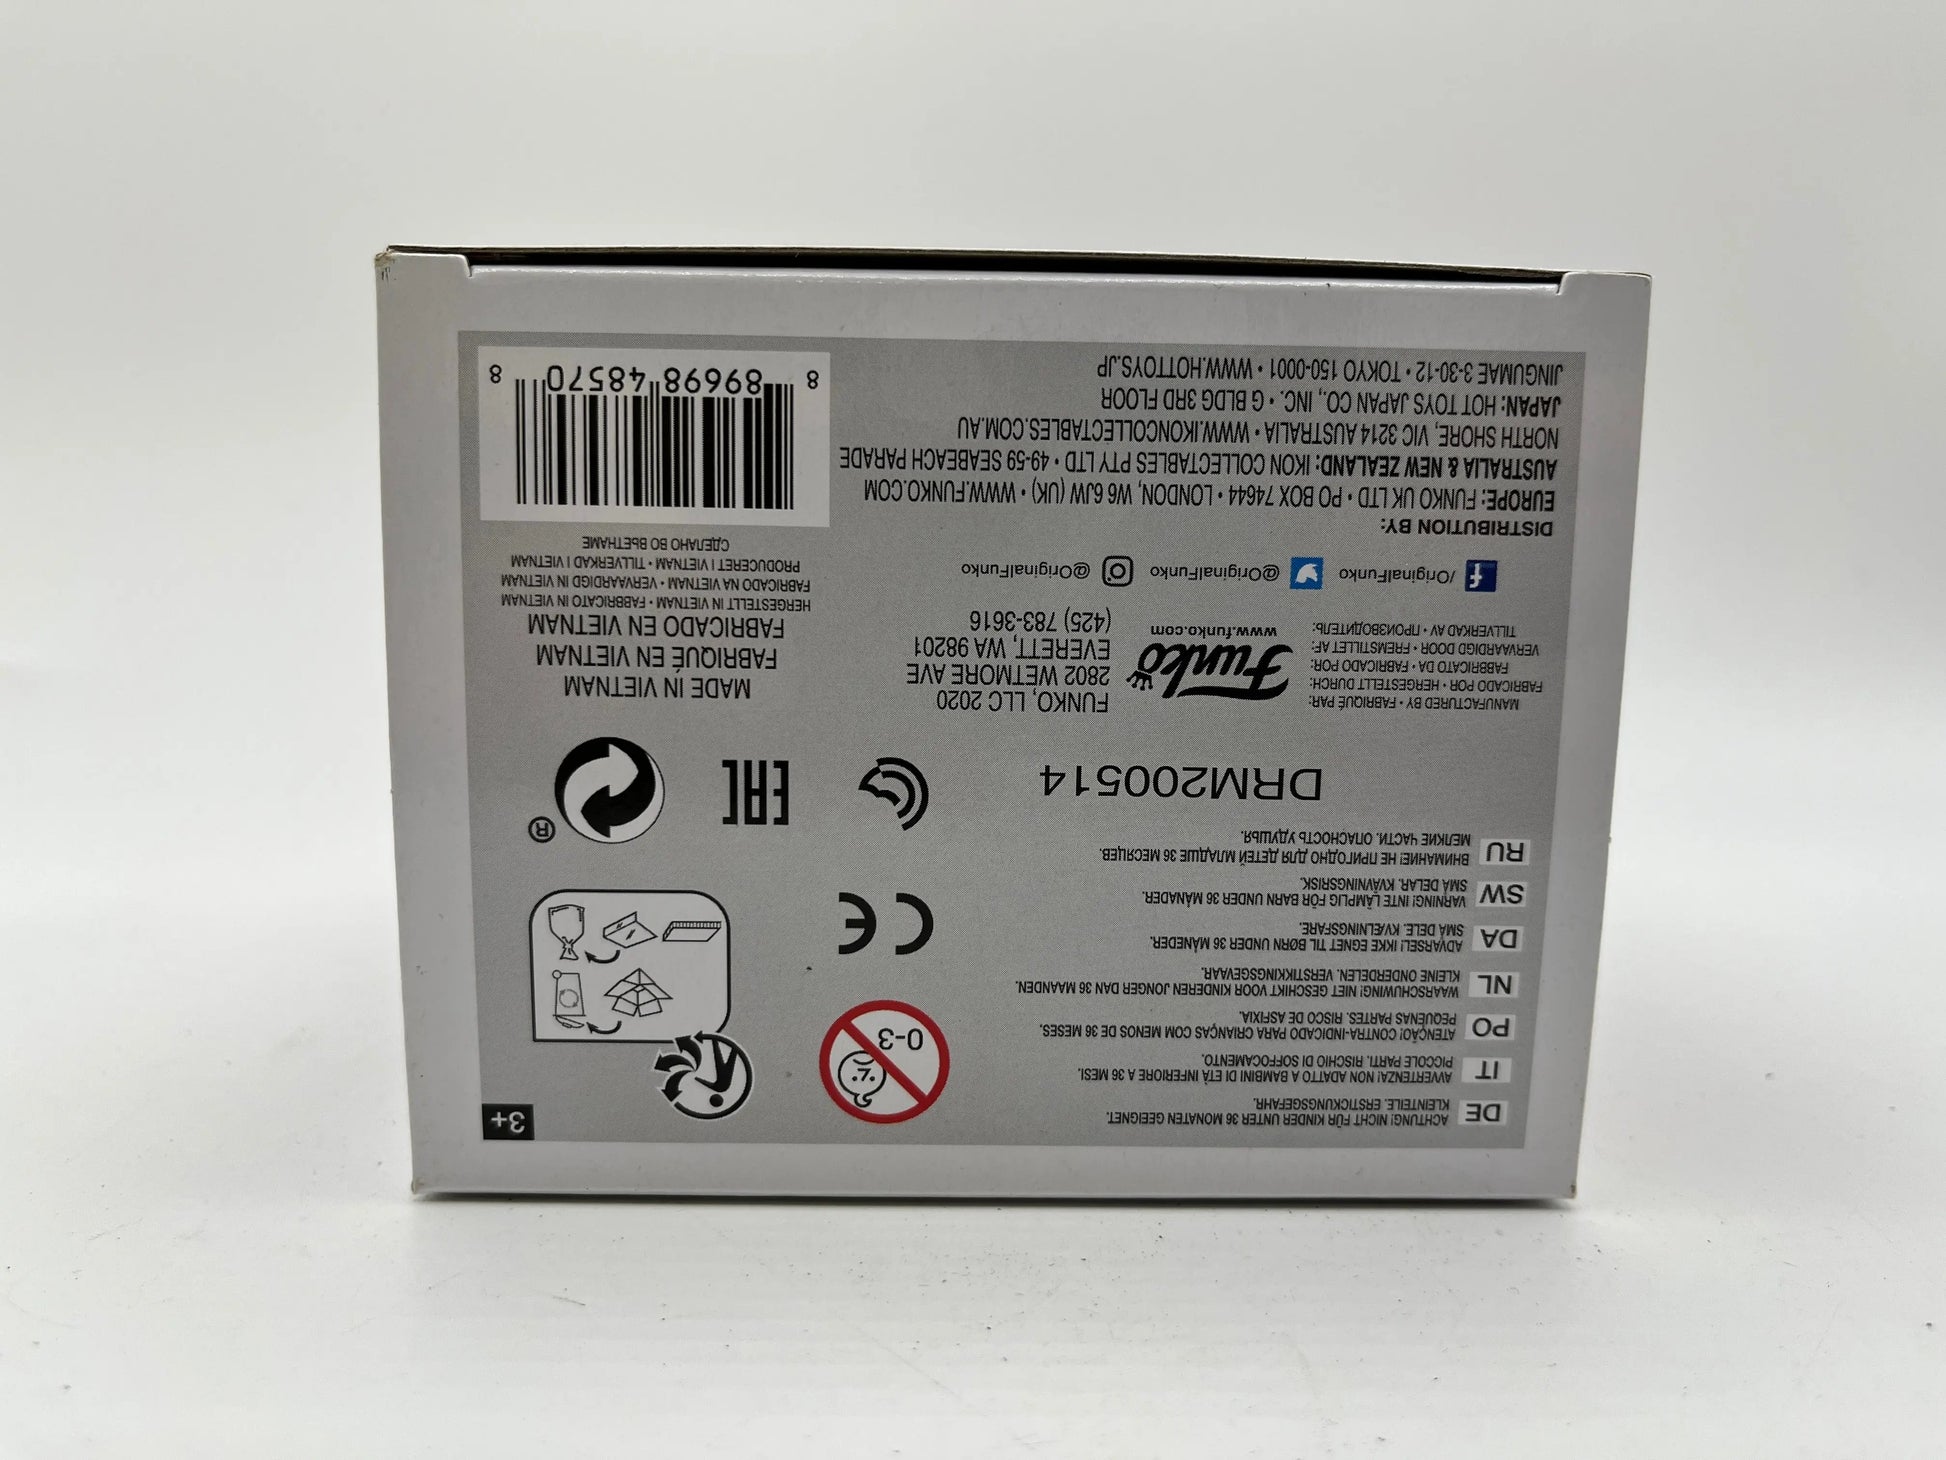 DE ACHTUNG! NICHT FÜR KINDER UNTER 36 MONATEN GEEIGNET.
KLEINTEILE. ERSTICKUNGSGEFAHR.
IT AVVERTENZA! NON ADATTO A BAMBINI DI ETÀ INFERIORE A 36 MESI.
PICCOLE PARTI. RISCHIO DI SOFFOCAMENTO.
PO ATENÇÃO! CONTRA-INDICADO PARA CRIANÇAS COM MENOS DE 36 MESES.
PEQUENAS PARTES. RISCO DE ASFIXIA.
NL WAARSCHUWING! NIET GESCHIKT VOOR KINDEREN JONGER DAN 36 MAANDEN.
KLEINE ONDERDELEN. VERSTIKKINGSGEVAAR.
DA ADVARSEL! IKKE EGNET TIL BØRN UNDER 36 MÅNEDER.
SMÅ DELE. KVÆLNINGSFARE.
SW VARNING! INTE LÄMPLIG FÖR BARN UNDER 36 MÅNADER.
SMÅ DELAR. KVÄVNINGSRISK.
RU ВНИМАНИЕ! НЕ ПРИГОДНО ДЛЯ ДЕТЕЙ МЛАДШЕ 36 МЕСЯЦЕВ.
МЕЛКИЕ ЧАСТИ. ОПАСНОСТЬ УДУШЬЯ.
0-3
3+
CE
DRM200514
EAC
®
MANUFACTURED BY • FABRIQUÉ PAR:
FABRICADO POR • HERGESTELLT DURCH:
FABBRICATO DA • FABRICADO POR:
VERVAARDIGD DOOR • FREMSTILLET AF:
TILLVERKAD AV • ПРОИЗВОДИТЕЛЬ:
Funko
www.funko.com
FUNKO, LLC 2020
2802 WETMORE AVE
EVERETT, WA 98201
(425) 783-3616
MADE IN VIETNAM
FABRIQUÉ EN VIETNAM
FABRICADO EN VIETNAM
HERGESTELLT IN VIETNAM • FABBRICATO IN VIETNAM
FABRICADO NA VIETNAM • VERVAARDIGD IN VIETNAM
PRODUCERET I VIETNAM • TILLVERKAD I VIETNAM
СДЕЛАНО ВО ВЬЕТНАМЕ
/OriginalFunko @OriginalFunko @OriginalFunko
DISTRIBUTION BY:
EUROPE: FUNKO UK LTD • PO BOX 74644 • LONDON, W6 6JW (UK) • WWW.FUNKO.COM
AUSTRALIA & NEW ZEALAND: IKON COLLECTABLES PTY LTD • 49-59 SEABEACH PARADE
NORTH SHORE, VIC 3214 AUSTRALIA • WWW.IKONCOLLECTABLES.COM.AU
JAPAN: HOT TOYS JAPAN CO., INC. • G BLDG 3RD FLOOR
JINGUMAE 3-30-12 • TOKYO 150-0001 • WWW.HOTTOYS.JP
8 89698 48570 8